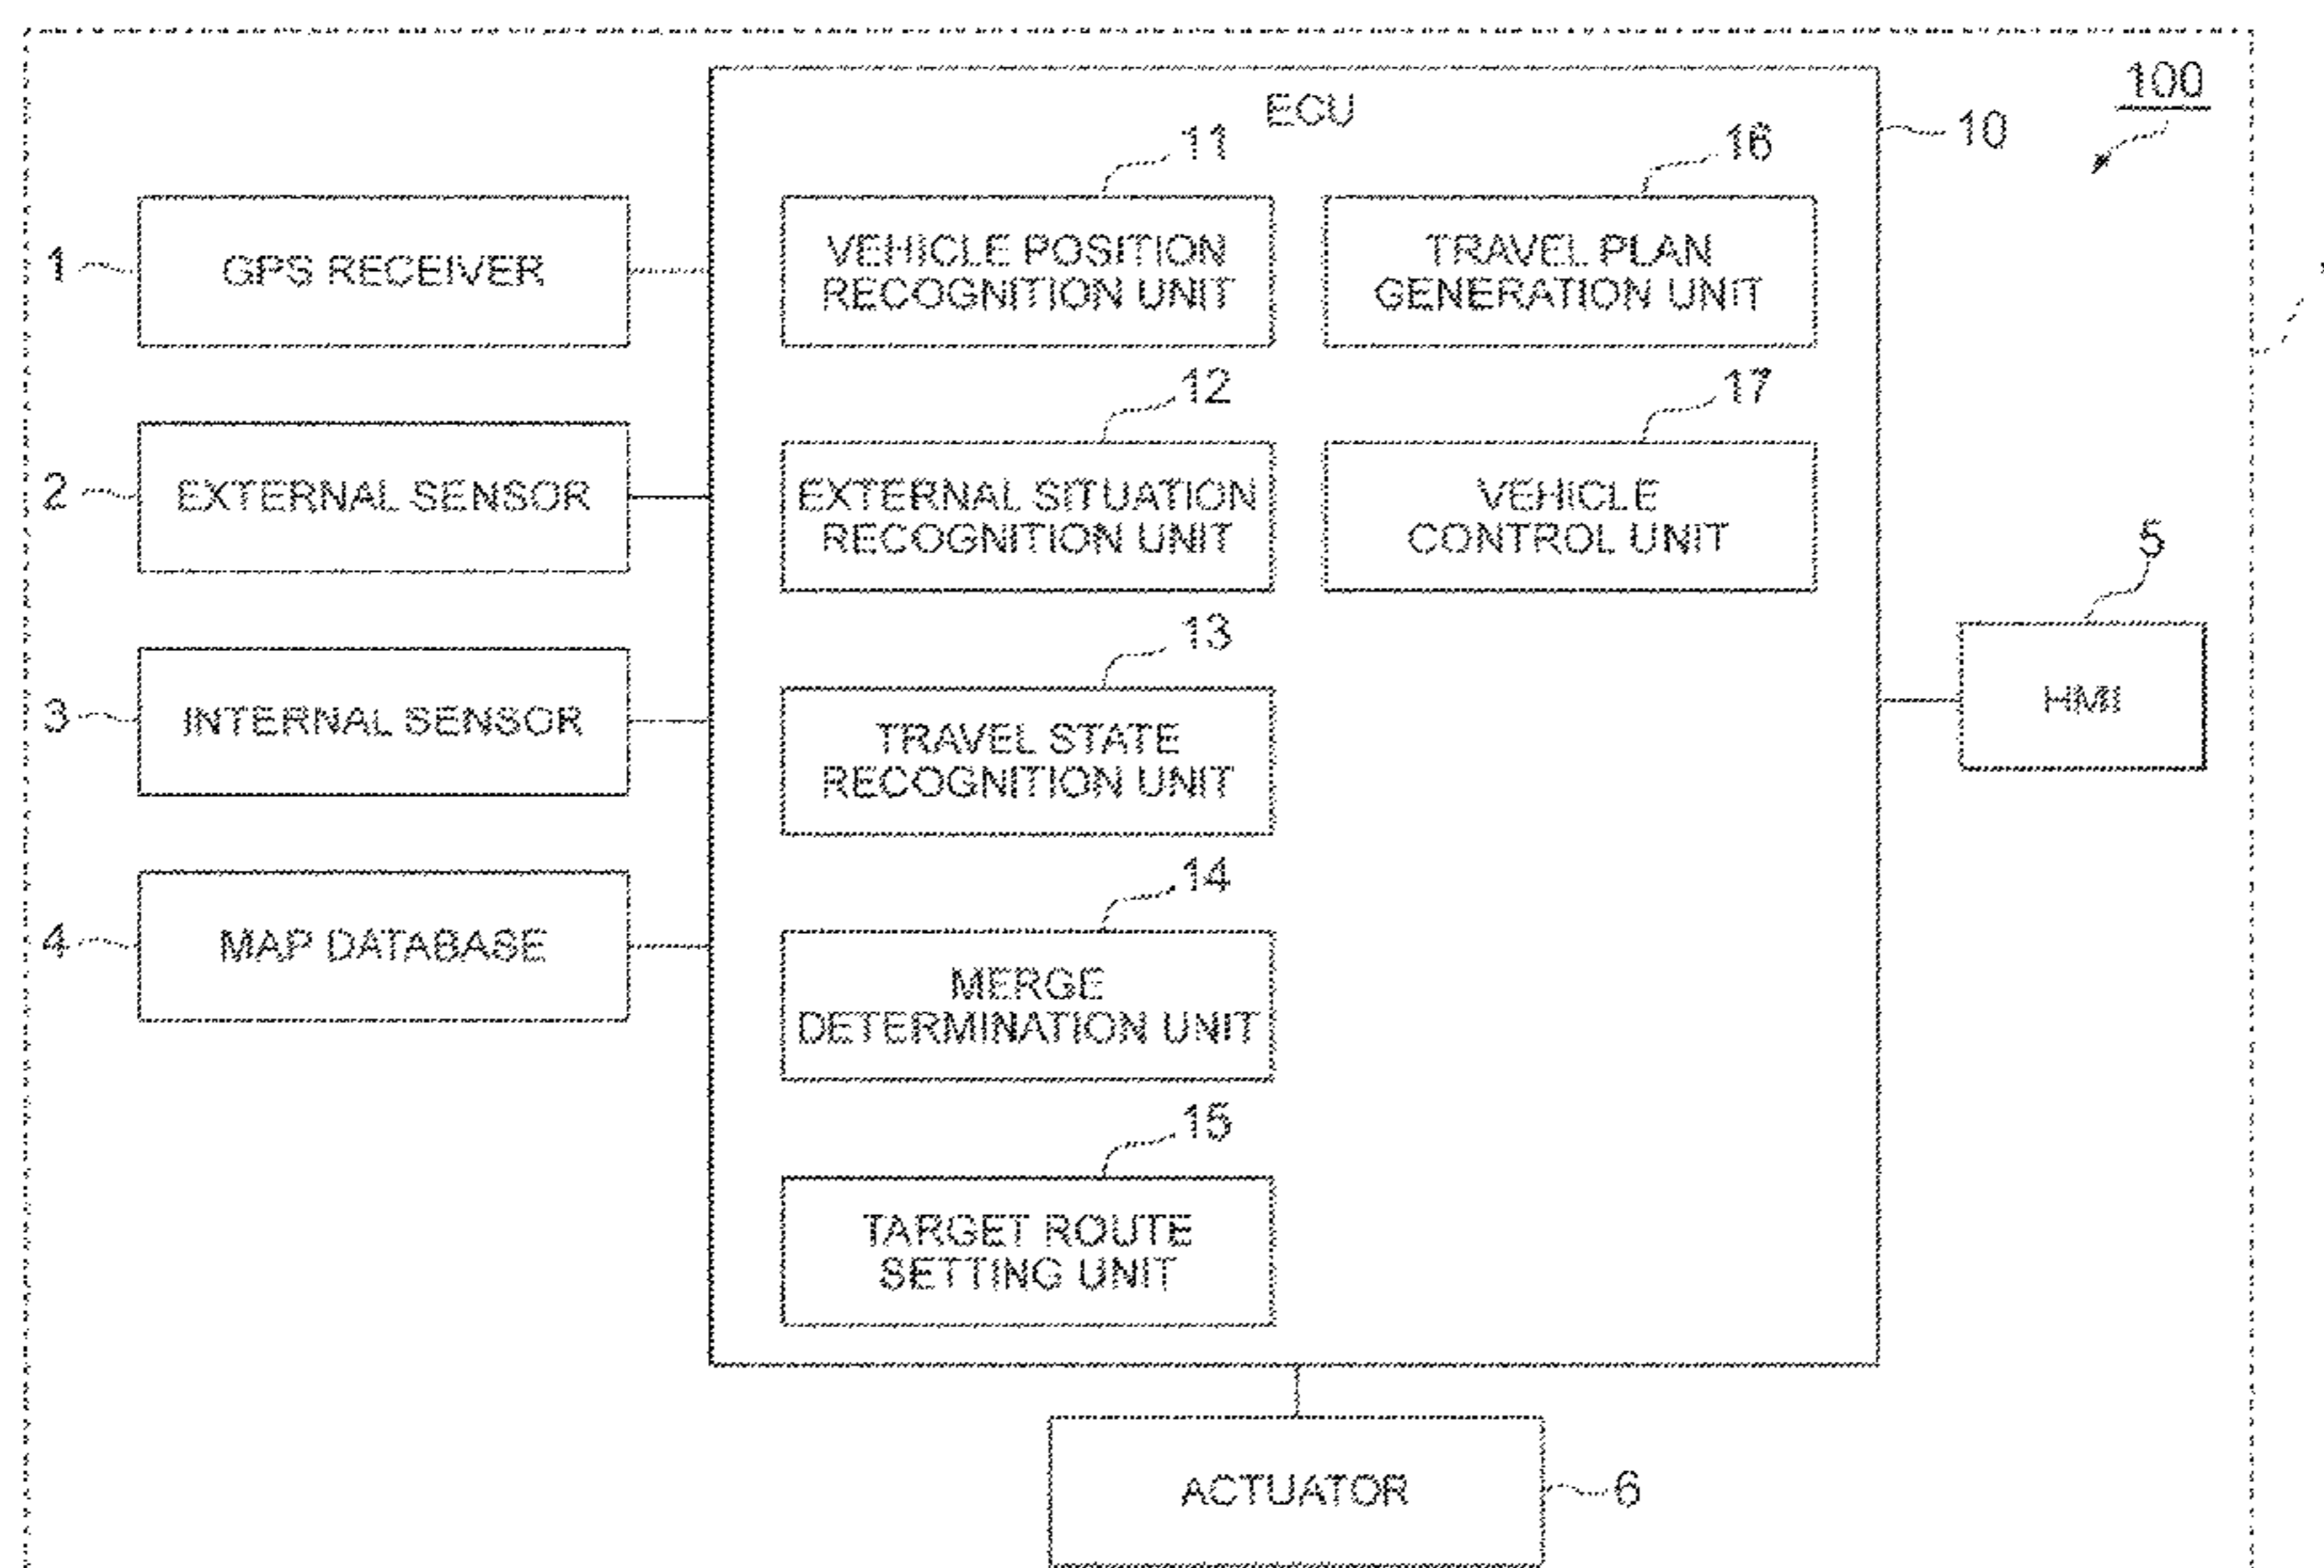 100
ECU
10
11
16
1
GPS RECEIVER
VEHICLE POSITION
RECOGNITION UNIT
TRAVEL PLAN
GENERATION UNIT
12
17
2
EXTERNAL SENSOR
EXTERNAL SITUATION
RECOGNITION UNIT
VEHICLE
CONTROL UNIT
5
13
3
INTERNAL SENSOR
TRAVEL STATE
RECOGNITION UNIT
HMI
14
4
MAP DATABASE
MERGE
DETERMINATION UNIT
15
TARGET ROUTE
SETTING UNIT
ACTUATOR
6